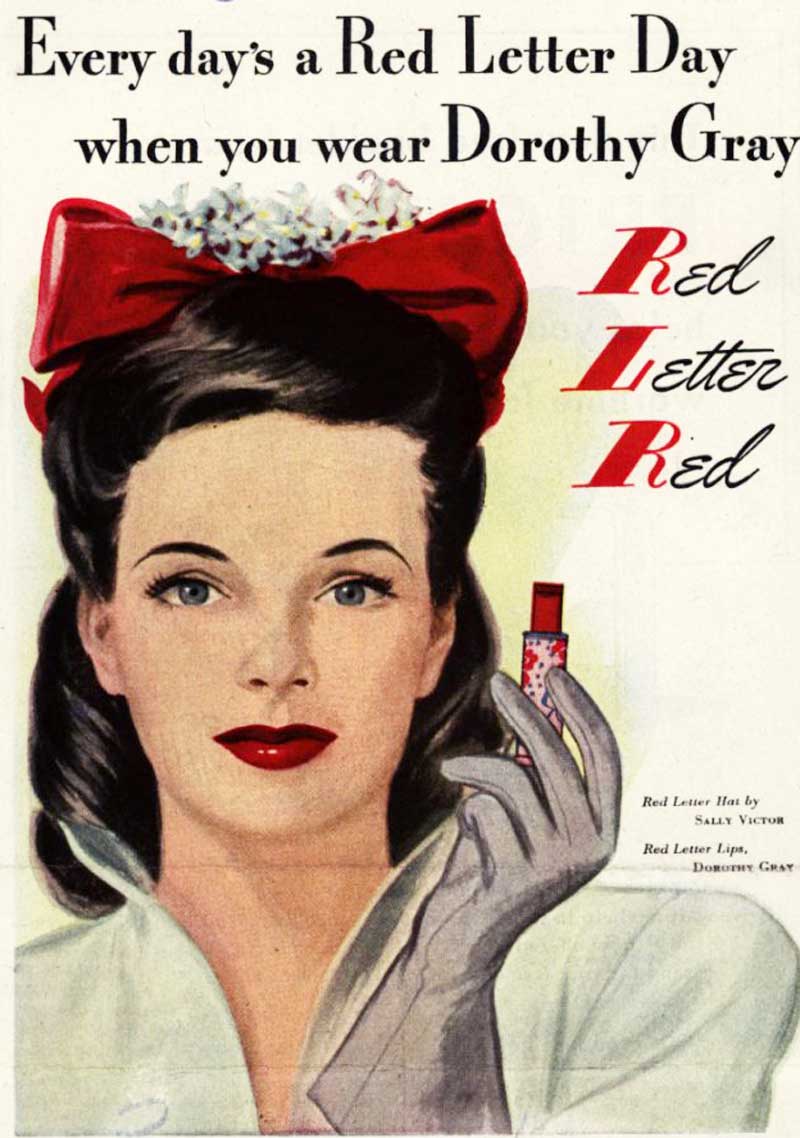 Every day's a Red Letter Day
when you wear Dorothy Gray
Red
Letter
Red
Red Letter Hat by
SALLY VICTOR
Red Letter Lips,
DOROTHY GRAY